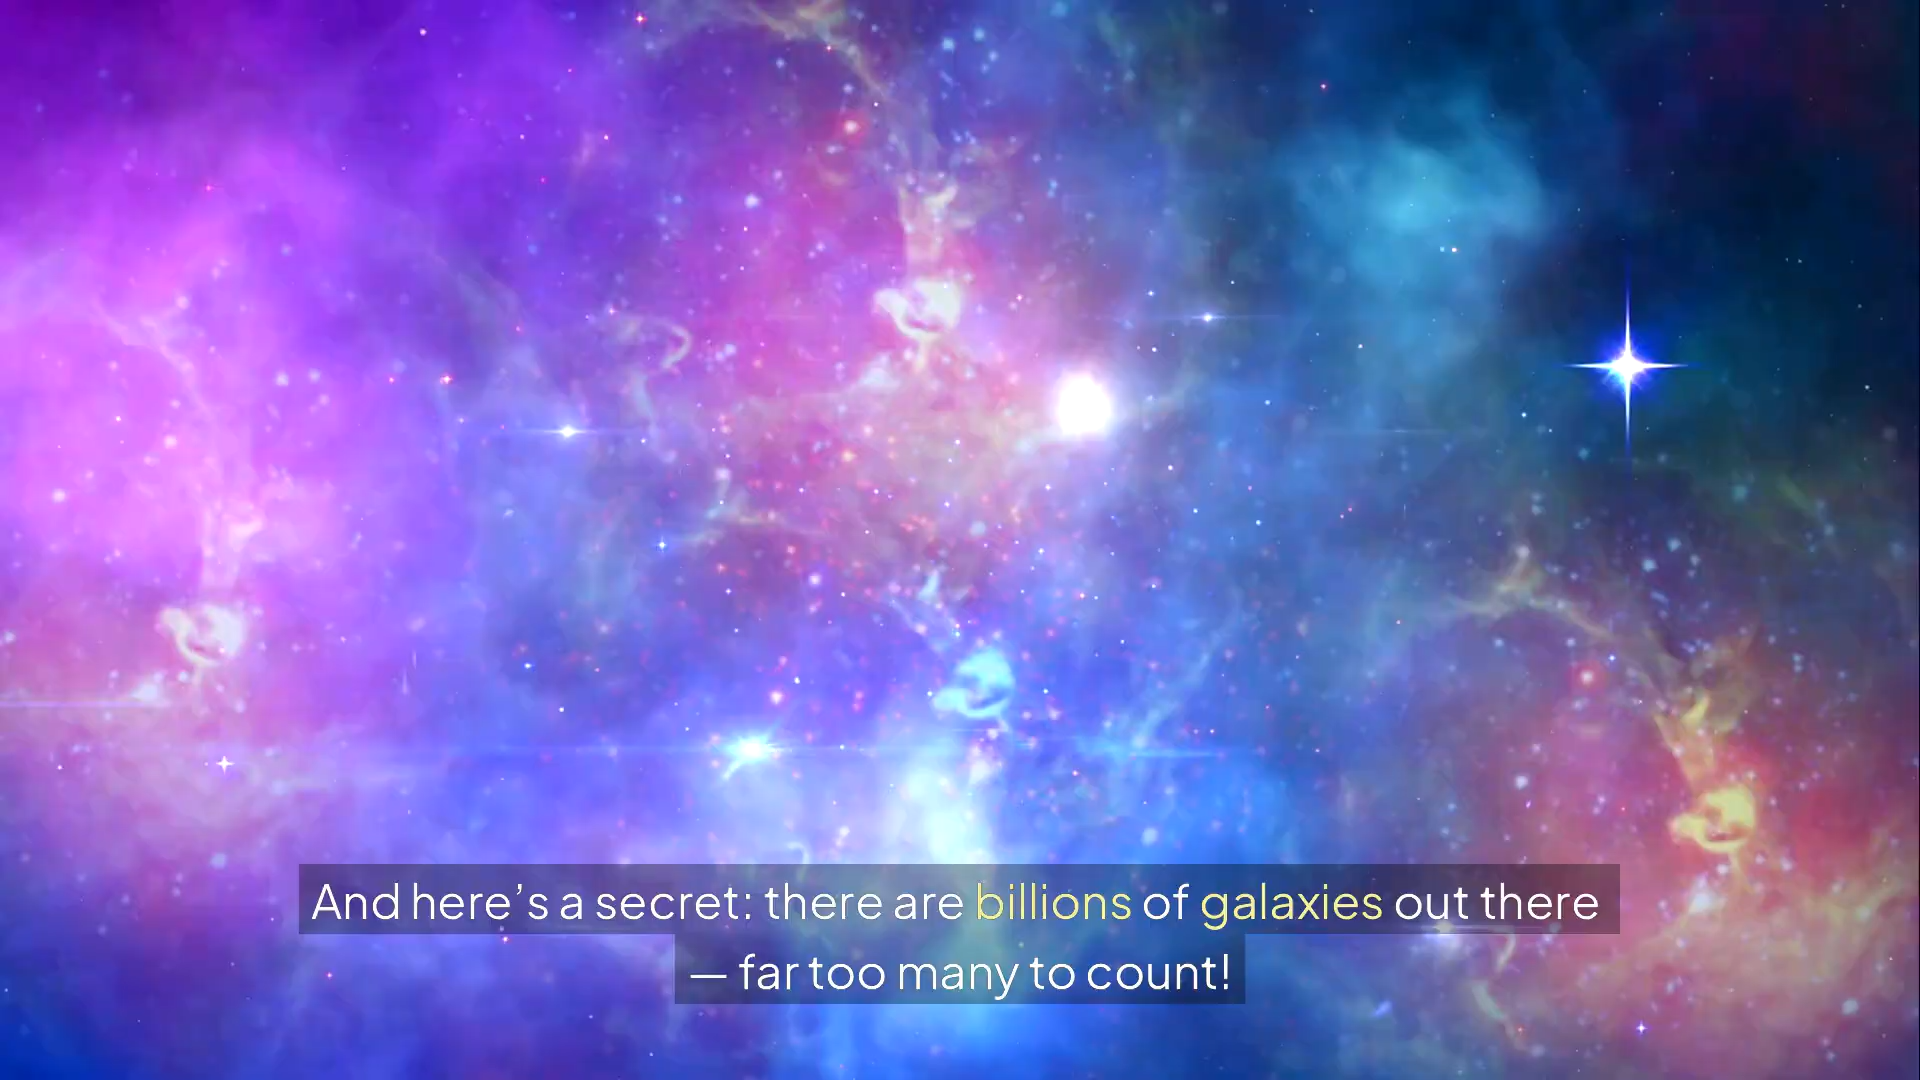 And here’s a secret: there are billions of galaxies out there
— far too many to count!